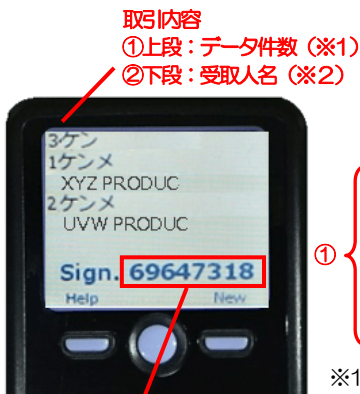 取引内容
①上段：データ件数（※1）
②下段：受取人名（※2）
3ケン
1ケンメ
XYZ PRODUC
2ケンメ
UVW PRODUC
Sign. 69647318
Help New
①
※1